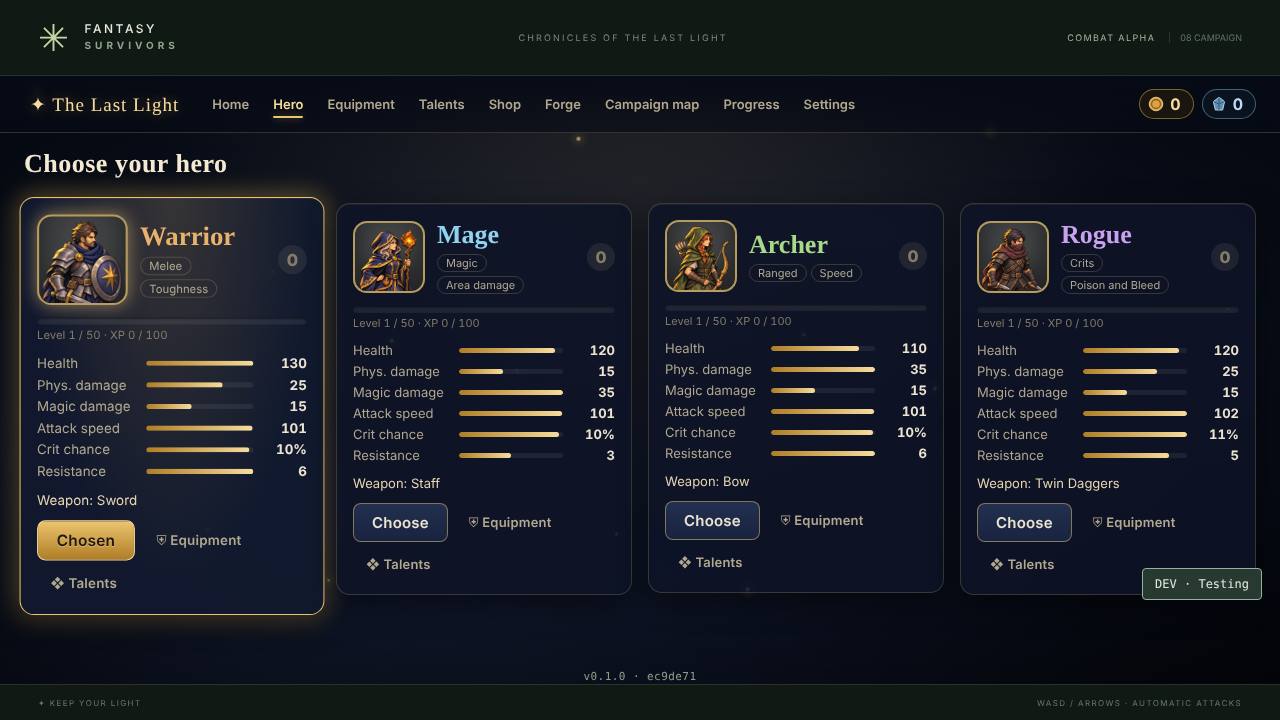 FANTASY
SURVIVORS
CHRONICLES OF THE LAST LIGHT
COMBAT ALPHA | 08 CAMPAIGN
✦ The Last Light
Home Hero Equipment Talents Shop Forge Campaign map Progress Settings
0 0
Choose your hero
Warrior
Melee
Toughness
0
Level 1 / 50 · XP 0 / 100
Health 130
Phys. damage 25
Magic damage 15
Attack speed 101
Crit chance 10%
Resistance 6
Weapon: Sword
Chosen ⛨ Equipment
❖ Talents
Mage
Magic
Area damage
0
Level 1 / 50 · XP 0 / 100
Health 120
Phys. damage 15
Magic damage 35
Attack speed 101
Crit chance 10%
Resistance 3
Weapon: Staff
Choose ⛨ Equipment
❖ Talents
Archer
Ranged Speed
0
Level 1 / 50 · XP 0 / 100
Health 110
Phys. damage 35
Magic damage 15
Attack speed 101
Crit chance 10%
Resistance 6
Weapon: Bow
Choose ⛨ Equipment
❖ Talents
Rogue
Crits
Poison and Bleed
0
Level 1 / 50 · XP 0 / 100
Health 120
Phys. damage 25
Magic damage 15
Attack speed 102
Crit chance 11%
Resistance 5
Weapon: Twin Daggers
Choose ⛨ Equipment
❖ Talents
DEV · Testing
v0.1.0 · ec9de71
✦ KEEP YOUR LIGHT
WASD / ARROWS · AUTOMATIC ATTACKS